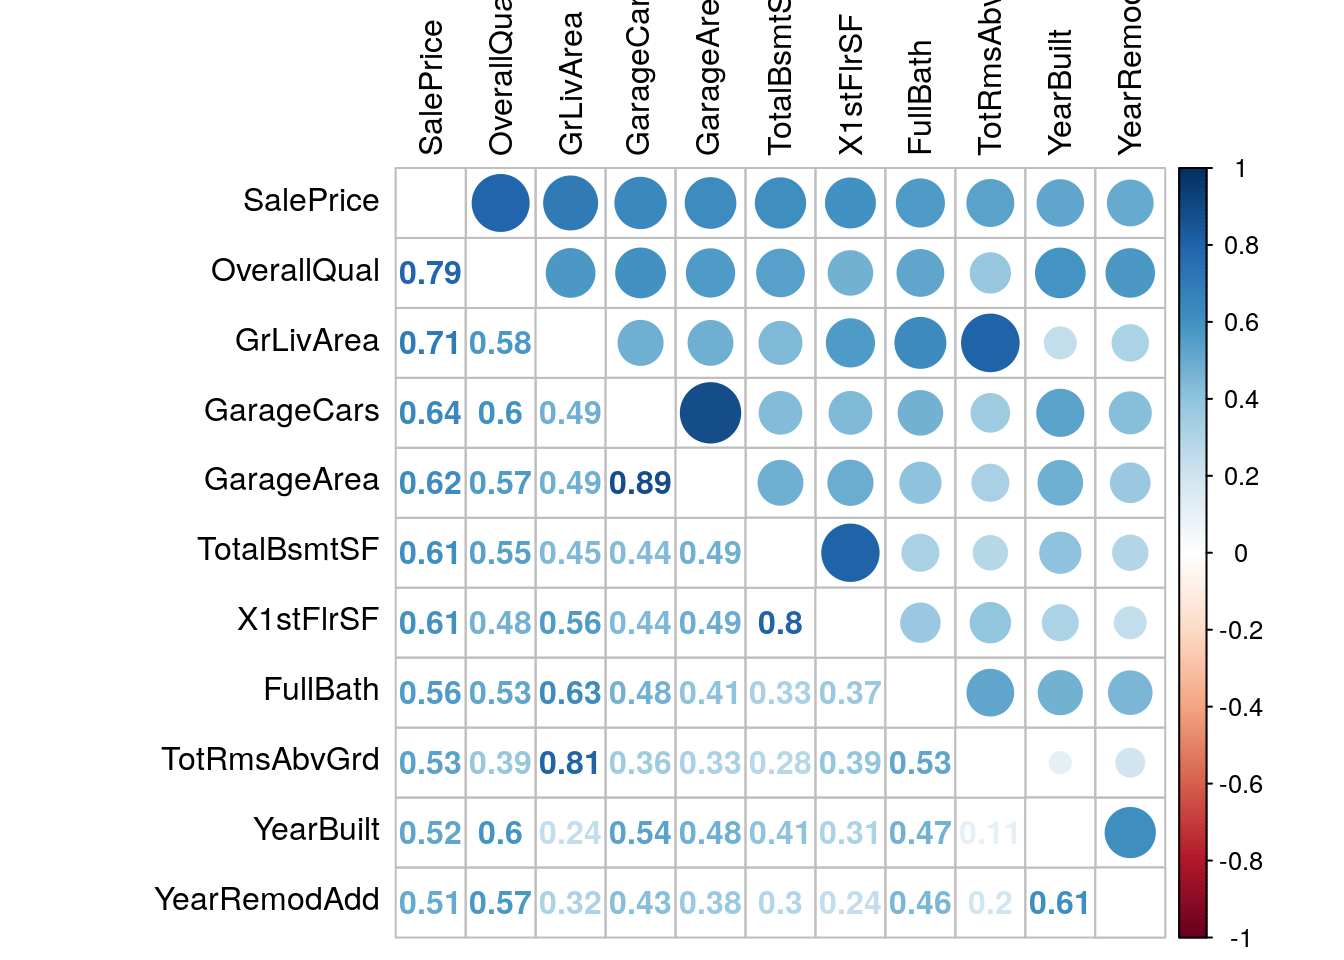 SalePrice
OverallQua
GrLivArea
GarageCar
GarageAre
TotalBsmtS
X1stFlrSF
FullBath
TotRmsAbv
YearBuilt
YearRemod
SalePrice
OverallQual 0.79
GrLivArea 0.71 0.58
GarageCars 0.64 0.6 0.49
GarageArea 0.62 0.57 0.49 0.89
TotalBsmtSF 0.61 0.55 0.45 0.44 0.49
X1stFlrSF 0.61 0.48 0.56 0.44 0.49 0.8
FullBath 0.56 0.53 0.63 0.48 0.41 0.33 0.37
TotRmsAbvGrd 0.53 0.39 0.81 0.36 0.33 0.28 0.39 0.53
YearBuilt 0.52 0.6 0.24 0.54 0.48 0.41 0.31 0.47 0.11
YearRemodAdd 0.51 0.57 0.32 0.43 0.38 0.3 0.24 0.46 0.2 0.61
1
0.8
0.6
0.4
0.2
0
-0.2
-0.4
-0.6
-0.8
-1